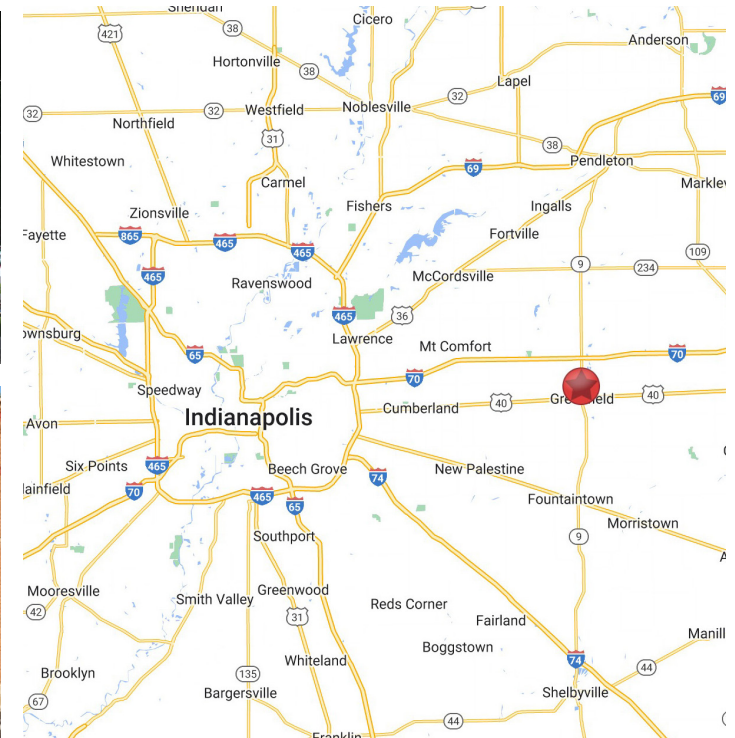 Sheridan
Cicero
421
38
Anderson
Hortonville
38
Lapel
69
32
32
Westfield
Noblesville
32
Northfield
31
38
Whitestown
69
Pendleton
Carmel
Zionsville
Fishers
Ingalls
Fayette
865
465
465
Fortville
109
465
9
234
Ravenswood
McCordsville
465
36
ownsburg
Lawrence
65
Mt Comfort
70
70
Speedway
40
40
Indianapolis
Cumberland
Avon
Six Points
465
Beech Grove
74
New Palestine
lainfield
70
465
65
Fountaintown
Morristown
Southport
9
Mooresville
Smith Valley
Greenwood
Reds Corner
42
31
Fairland
Boggstown
Whiteland
74
44
Brooklyn
135
Bargersville
Shelbyville
67
44
Franklin